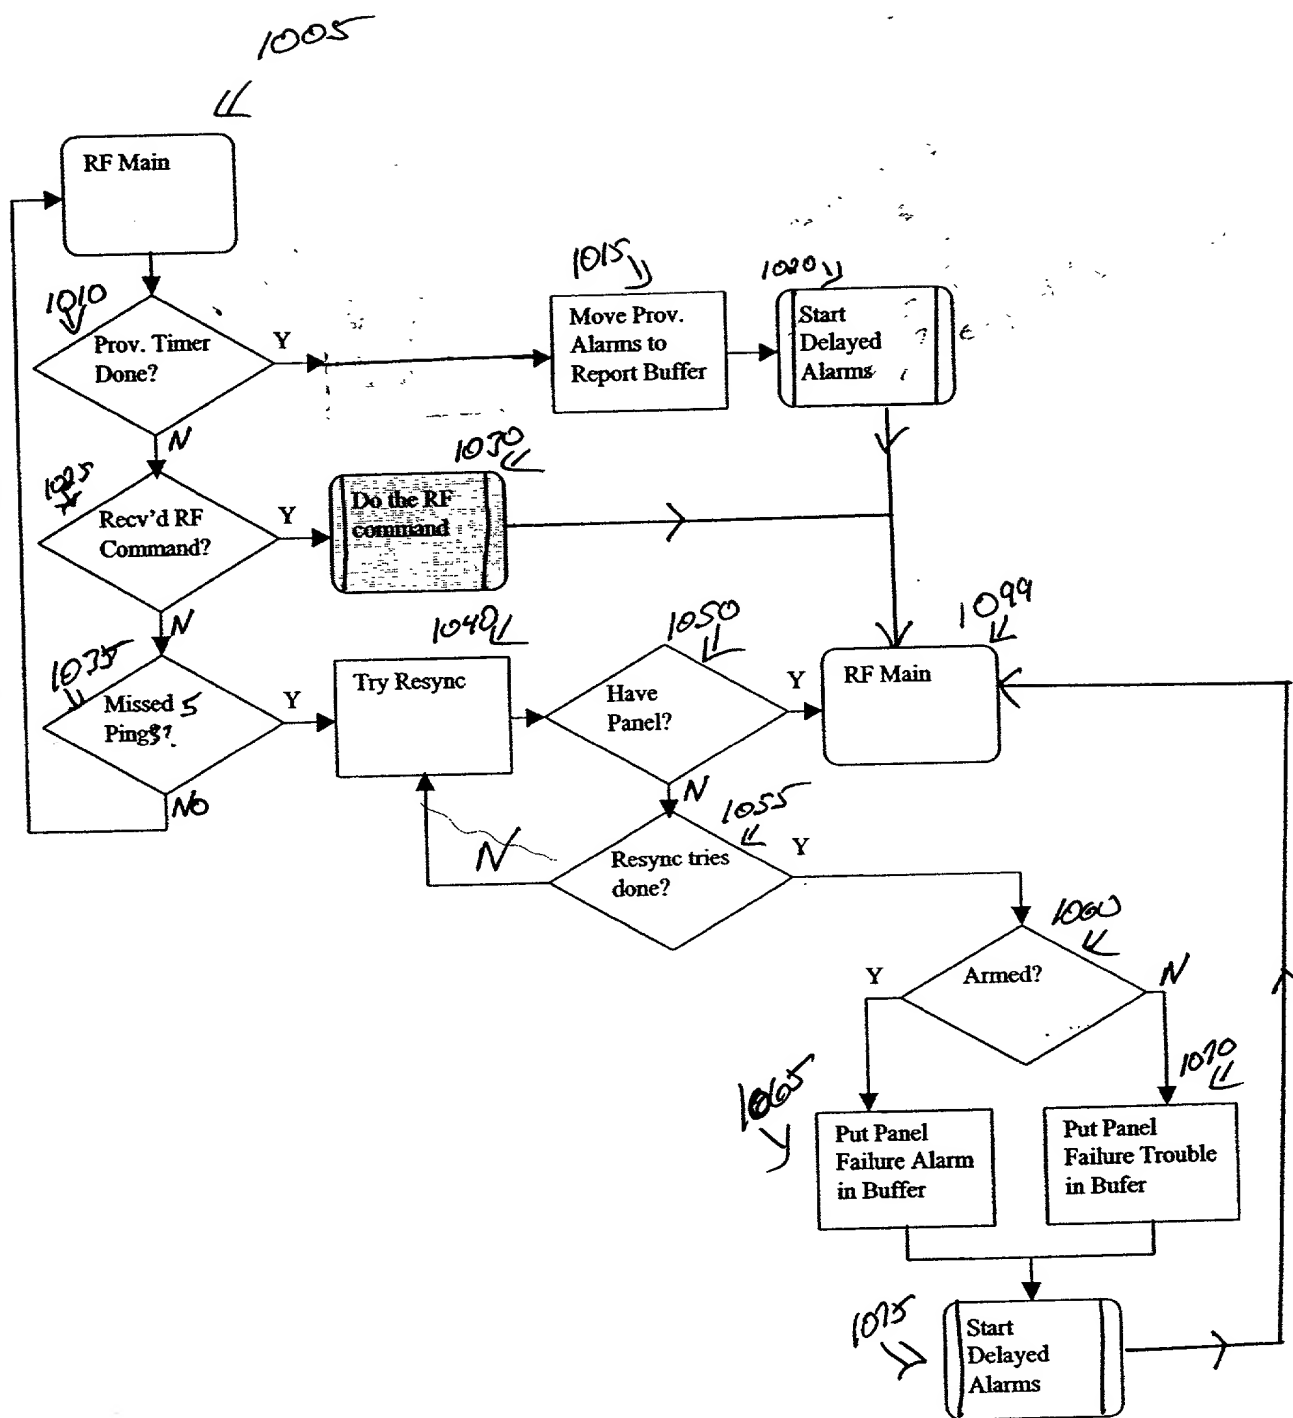 1005
RF Main
1010
Prov. Timer
Done?
Y
N
1015
Move Prov.
Alarms to
Report Buffer
1020
Start
Delayed
Alarms
1025
Recv'd RF
Command?
Y
N
1030
Do the RF
command
1035
Missed 5
Pings?
Y
NO
1040
Try Resync
1050
Have
Panel?
Y
N
1099
RF Main
1055
Resync tries
done?
Y
N
1060
Armed?
Y
N
1065
Put Panel
Failure Alarm
in Buffer
1070
Put Panel
Failure Trouble
in Bufer
1075
Start
Delayed
Alarms